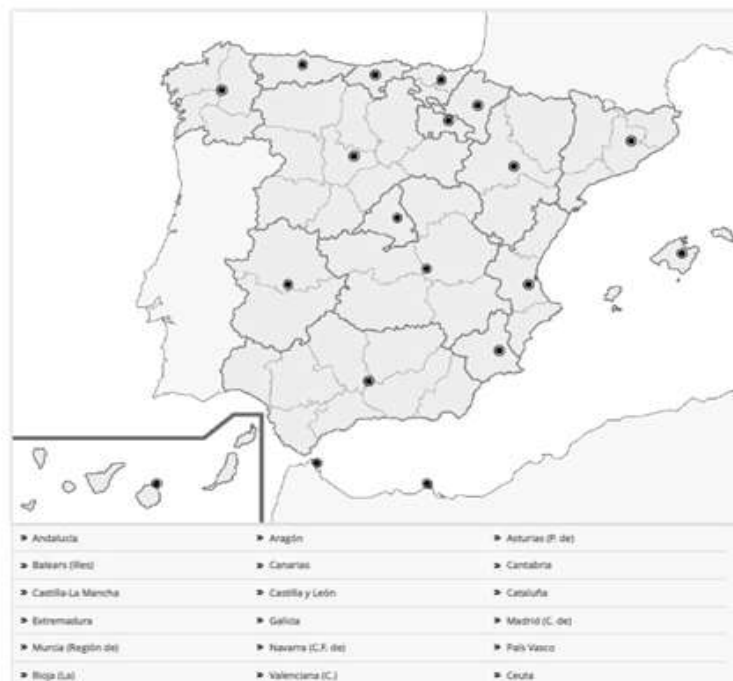 » Andalucía » Aragón » Asturias (P. de)
» Balears (Illes) » Canarias » Cantabria
» Castilla-La Mancha » Castilla y León » Cataluña
» Extremadura » Galicia » Madrid (C. de)
» Murcia (Región de) » Navarra (C.F. de) » País Vasco
» Rioja (La) » Valenciana (C.) » Ceuta